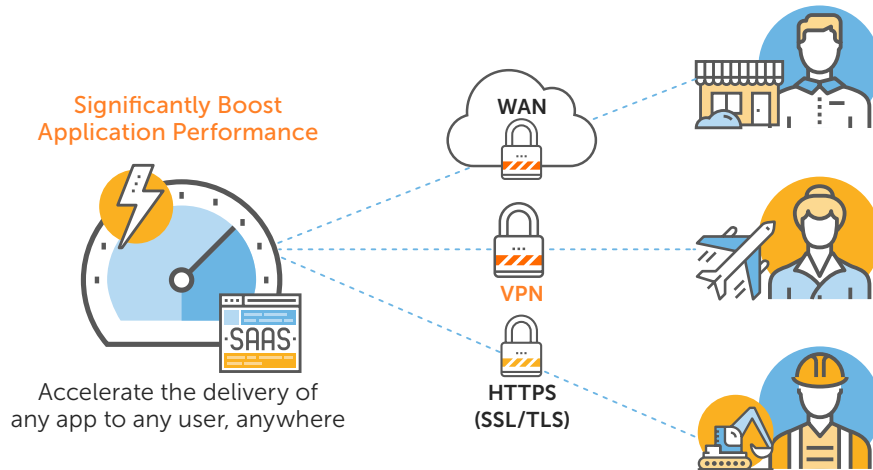 Significantly Boost
Application Performance
SAAS
Accelerate the delivery of
any app to any user, anywhere
WAN
VPN
HTTPS
(SSL/TLS)